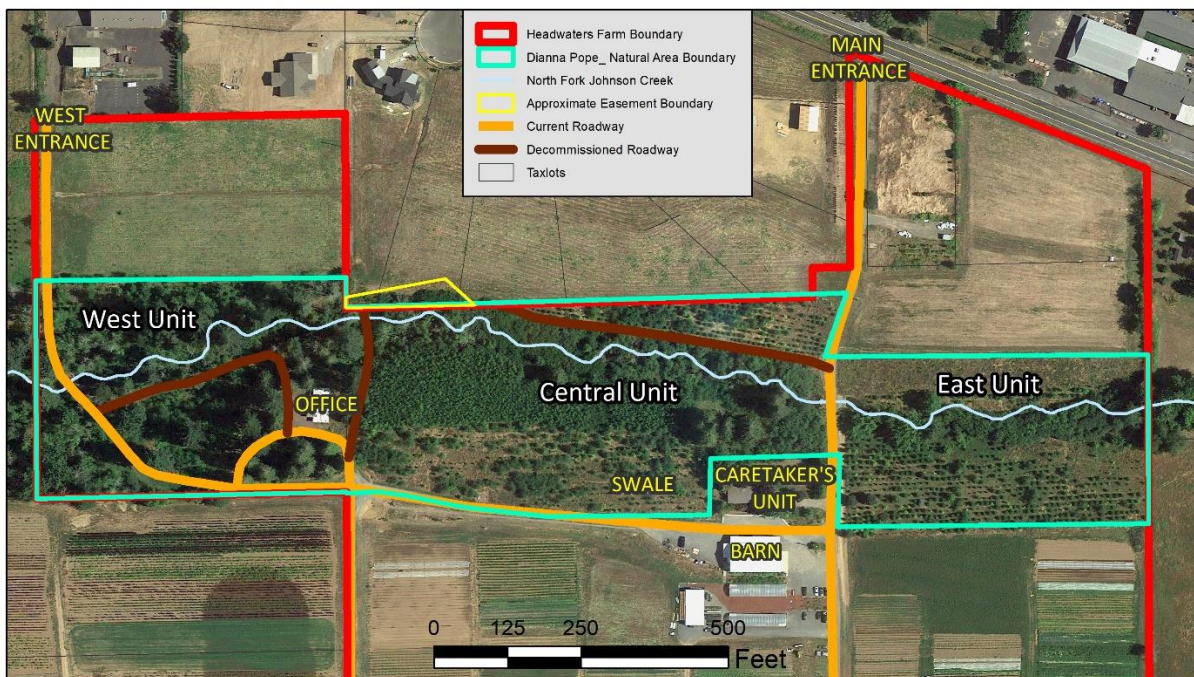 Headwaters Farm Boundary
Dianna Pope_ Natural Area Boundary
North Fork Johnson Creek
Approximate Easement Boundary
Current Roadway
Decommissioned Roadway
Taxlots
MAIN
ENTRANCE
WEST
ENTRANCE
West Unit
OFFICE
Central Unit
East Unit
SWALE
CARETAKER'S
UNIT
BARN
0 125 250 500
Feet